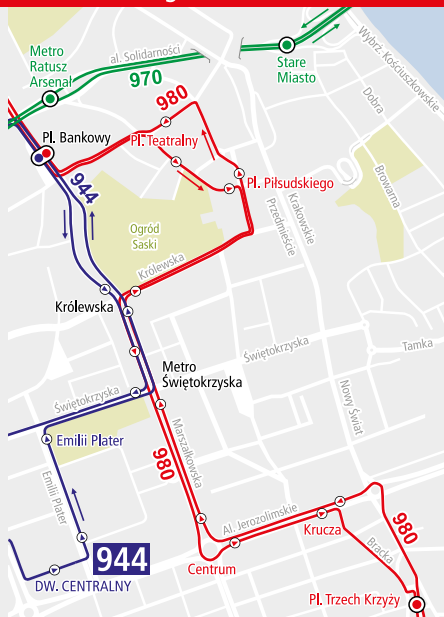 Metro
Ratusz
Arsenał
al. Solidarności
970
Stare
Miasto
Wybrz. Kościuszkowskie
Dobra
980
Pl. Bankowy
Pl. Teatralny
Browarna
944
Pl. Piłsudskiego
Krakowskie
Przedmieście
Ogród
Saski
Królewska
Królewska
Świętokrzyska
Tamka
Metro
Świętokrzyska
Świętokrzyska
Nowy Świat
Marszałkowska
Emilii Plater
980
Emilii Plater
Al. Jerozolimskie
Krucza
980
Bracka
944
Centrum
DW. CENTRALNY
Pl. Trzech Krzyży